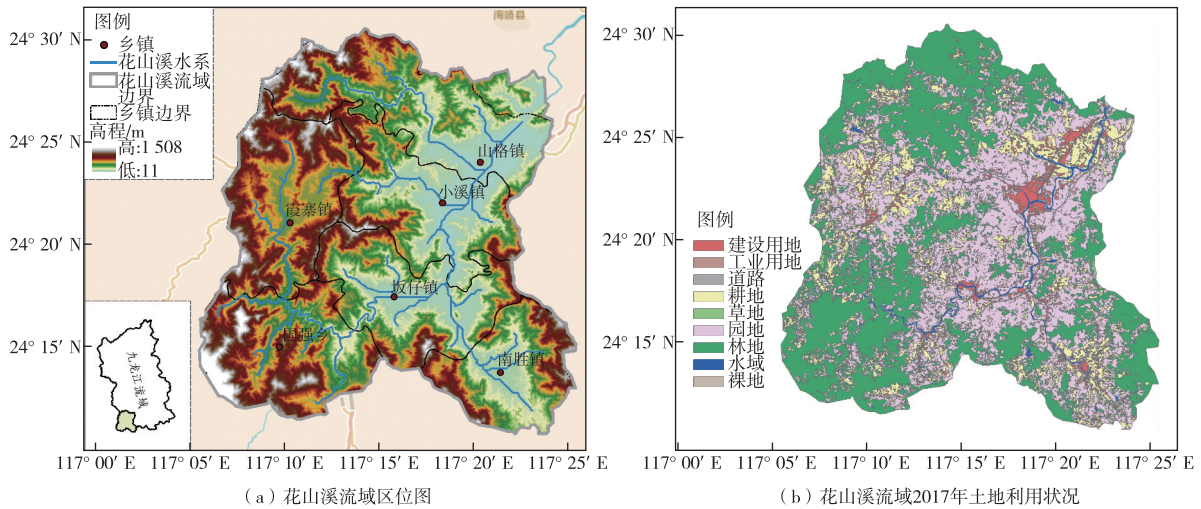 图例
乡镇
花山溪水系
花山溪流域
边界
乡镇边界
高程/m
高:1 508
低:11
南靖县
山格镇
小溪镇
霞寨镇
坂仔镇
国强乡
南胜镇
九龙江流域
24° 30′ N
24° 25′ N
24° 20′ N
24° 15′ N
24° 10′ N
117° 00′ E
117° 05′ E
117° 10′ E
117° 15′ E
117° 20′ E
117° 25′ E
(a)花山溪流域区位图
24° 30′ N
24° 25′ N
24° 20′ N
24° 15′ N
24° 10′ N
图例
建设用地
工业用地
道路
耕地
草地
园地
林地
水域
裸地
117° 00′ E
117° 05′ E
117° 10′ E
117° 15′ E
117° 20′ E
117° 25′ E
(b)花山溪流域2017年土地利用状况